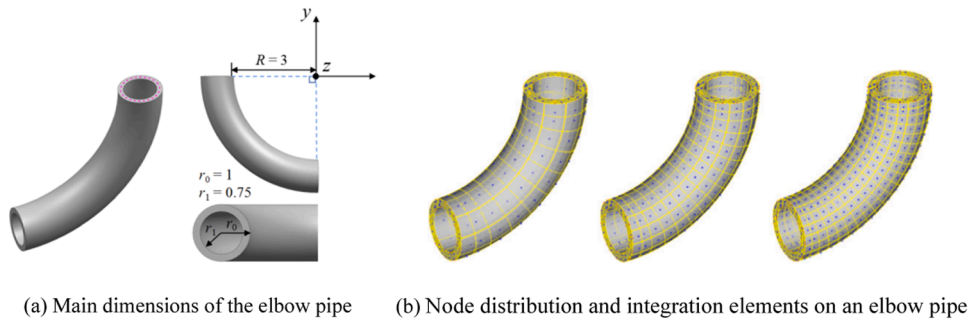 y
R = 3
z
r0 = 1
r1 = 0.75
r1 r0
(a) Main dimensions of the elbow pipe
(b) Node distribution and integration elements on an elbow pipe